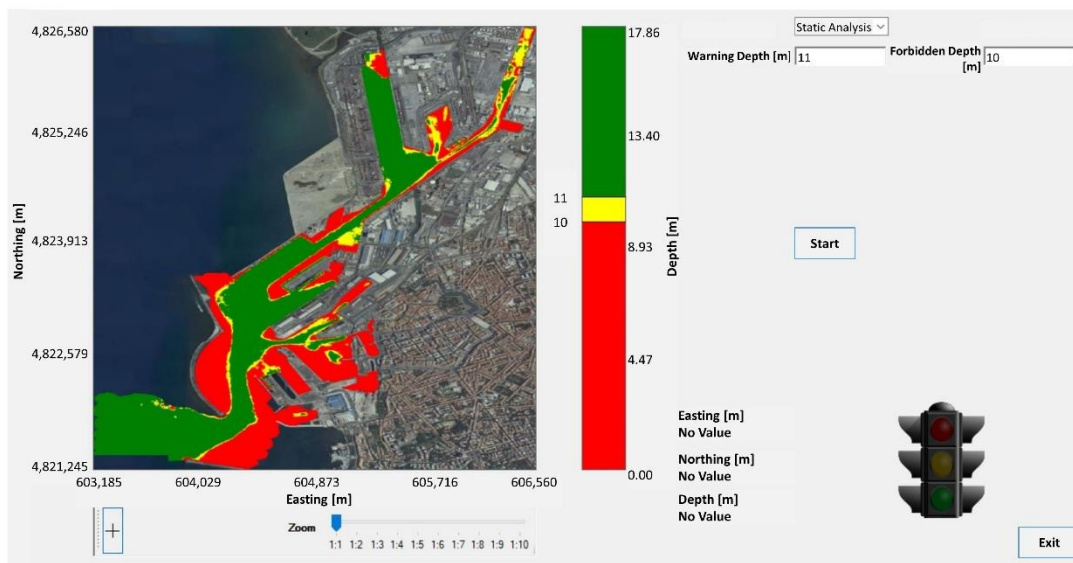 4,826,580
4,825,246
4,823,913
4,822,579
4,821,245
Northing [m]
603,185 604,029 604,873 605,716 606,560
Easting [m]
Zoom
1:1 1:2 1:3 1:4 1:5 1:6 1:7 1:8 1:9 1:10
17.86
13.40
11
10
8.93
4.47
0.00
Depth [m]
Static Analysis
Warning Depth [m] 11
Forbidden Depth [m] 10
Start
Easting [m]
No Value
Northing [m]
No Value
Depth [m]
No Value
Exit